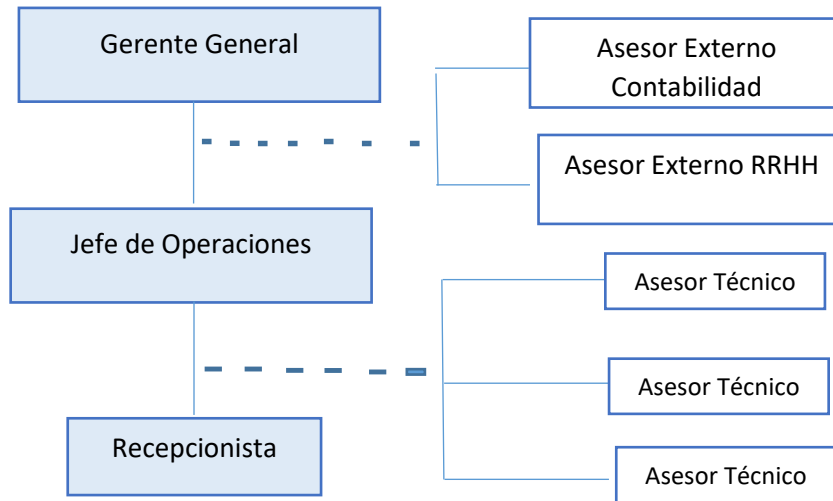 Gerente General
Asesor Externo
Contabilidad
Asesor Externo RRHH
Jefe de Operaciones
Asesor Técnico
Asesor Técnico
Recepcionista
Asesor Técnico